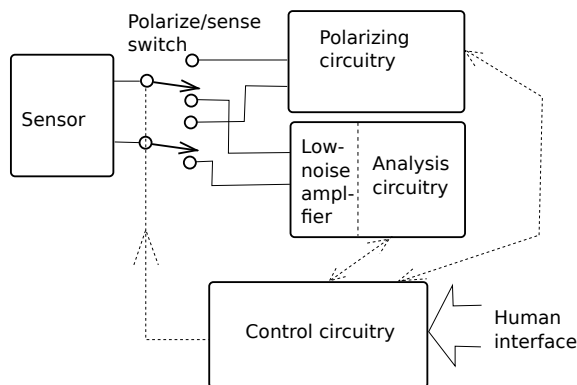 Polarize/sense
switch
Polarizing
circuitry
Sensor
Low-
noise
ampl-
fier
Analysis
circuitry
Control circuitry
Human
interface